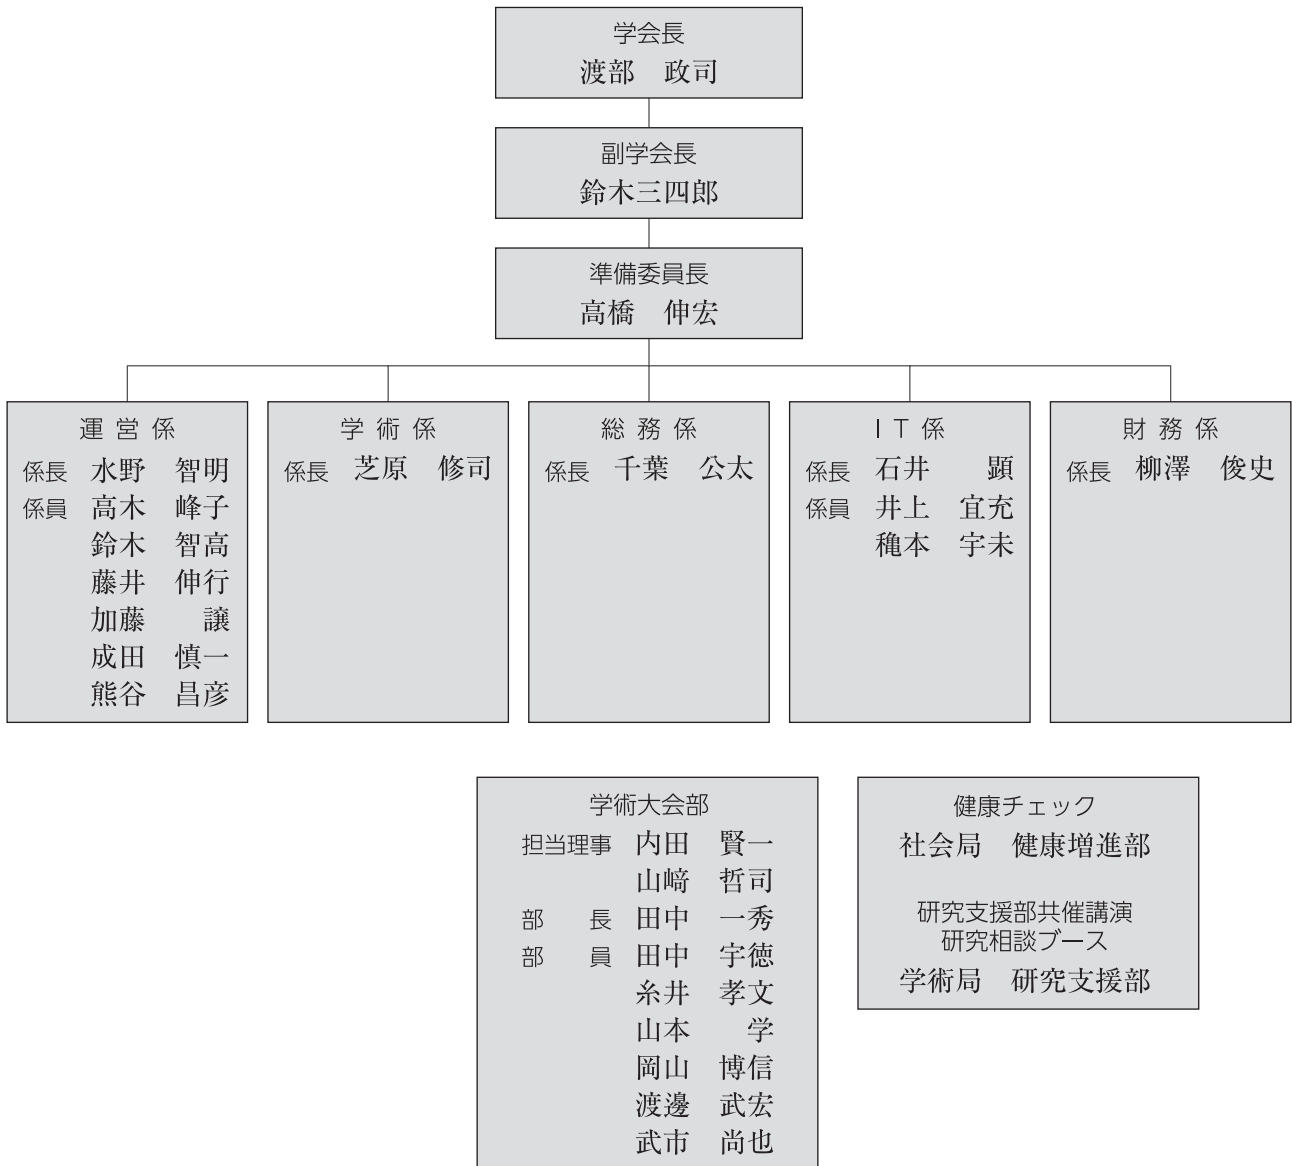 学会長
渡部　政司
副学会長
鈴木三四郎
準備委員長
高橋　伸宏
運 営 係
係長　水野　智明
係員　高木　峰子
鈴木　智高
藤井　伸行
加藤　　譲
成田　慎一
熊谷　昌彦
学 術 係
係長　芝原　修司
総 務 係
係長　千葉　公太
I T 係
係長　石井　　顕
係員　井上　宜充
穐本　宇未
財 務 係
係長　柳澤　俊史
学術大会部
担当理事　内田　賢一
山﨑　哲司
部　　長　田中　一秀
部　　員　田中　宇徳
糸井　孝文
山本　　学
岡山　博信
渡邊　武宏
武市　尚也
健康チェック
社会局　健康増進部
研究支援部共催講演
研究相談ブース
学術局　研究支援部